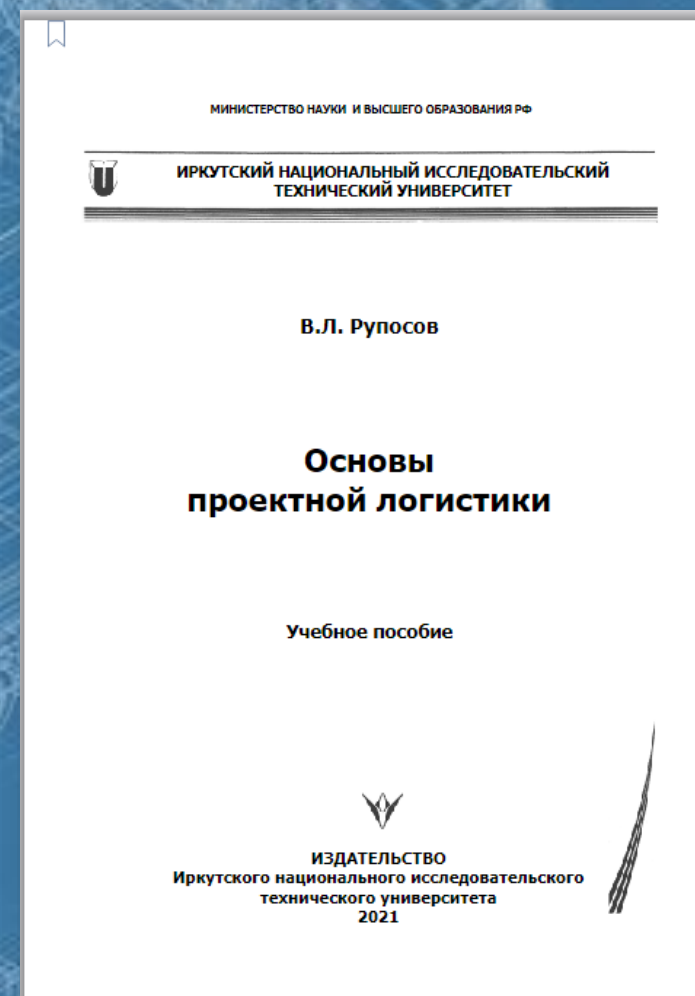 МИНИСТЕРСТВО НАУКИ И ВЫСШЕГО ОБРАЗОВАНИЯ РФ
ИРКУТСКИЙ НАЦИОНАЛЬНЫЙ ИССЛЕДОВАТЕЛЬСКИЙ
ТЕХНИЧЕСКИЙ УНИВЕРСИТЕТ
В.Л. Рупосов
Основы
проектной логистики
Учебное пособие
ИЗДАТЕЛЬСТВО
Иркутского национального исследовательского
технического университета
2021